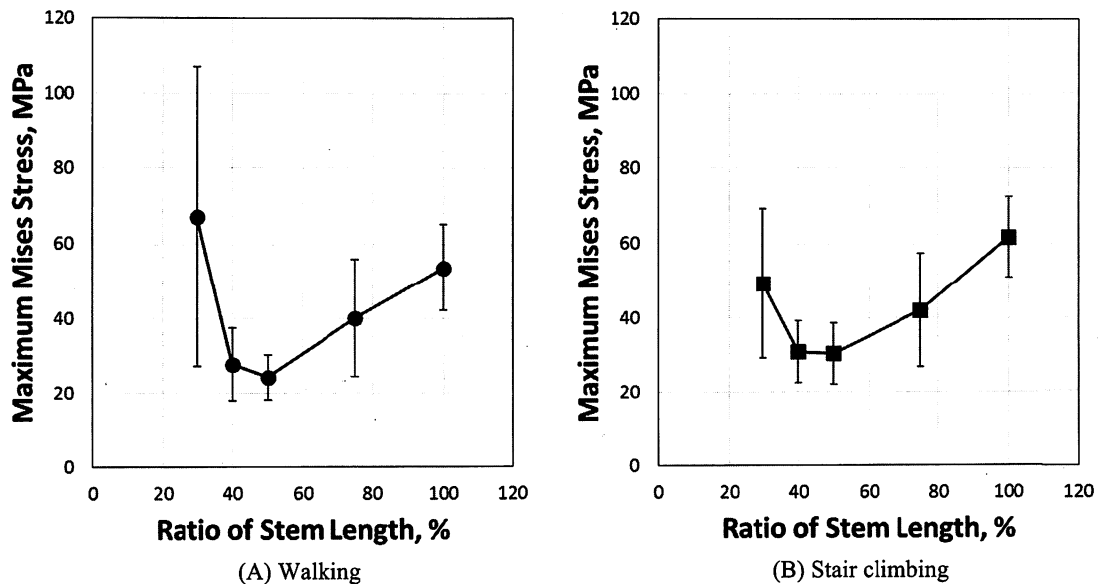 Maximum Mises Stress, MPa
120
100
80
60
40
20
0
0 20 40 60 80 100 120
Ratio of Stem Length, %
(A) Walking
Maximum Mises Stress, MPa
120
100
80
60
40
20
0
0 20 40 60 80 100 120
Ratio of Stem Length, %
(B) Stair climbing